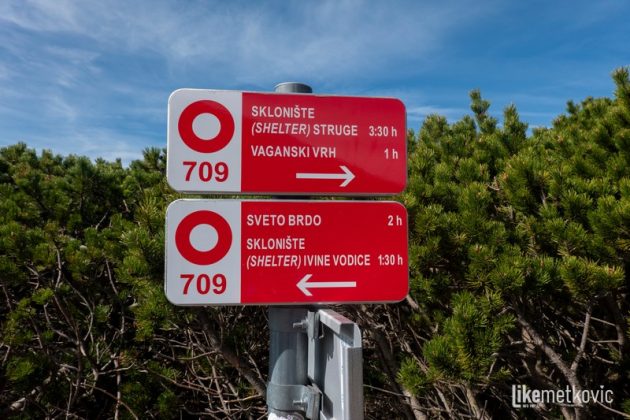 709
SKLONIŠTE
(SHELTER) STRUGE 3:30 h
VAGANSKI VRH 1 h
709
SVETO BRDO 2 h
SKLONIŠTE
(SHELTER) IVINE VODICE 1:30 h
likemetkovic